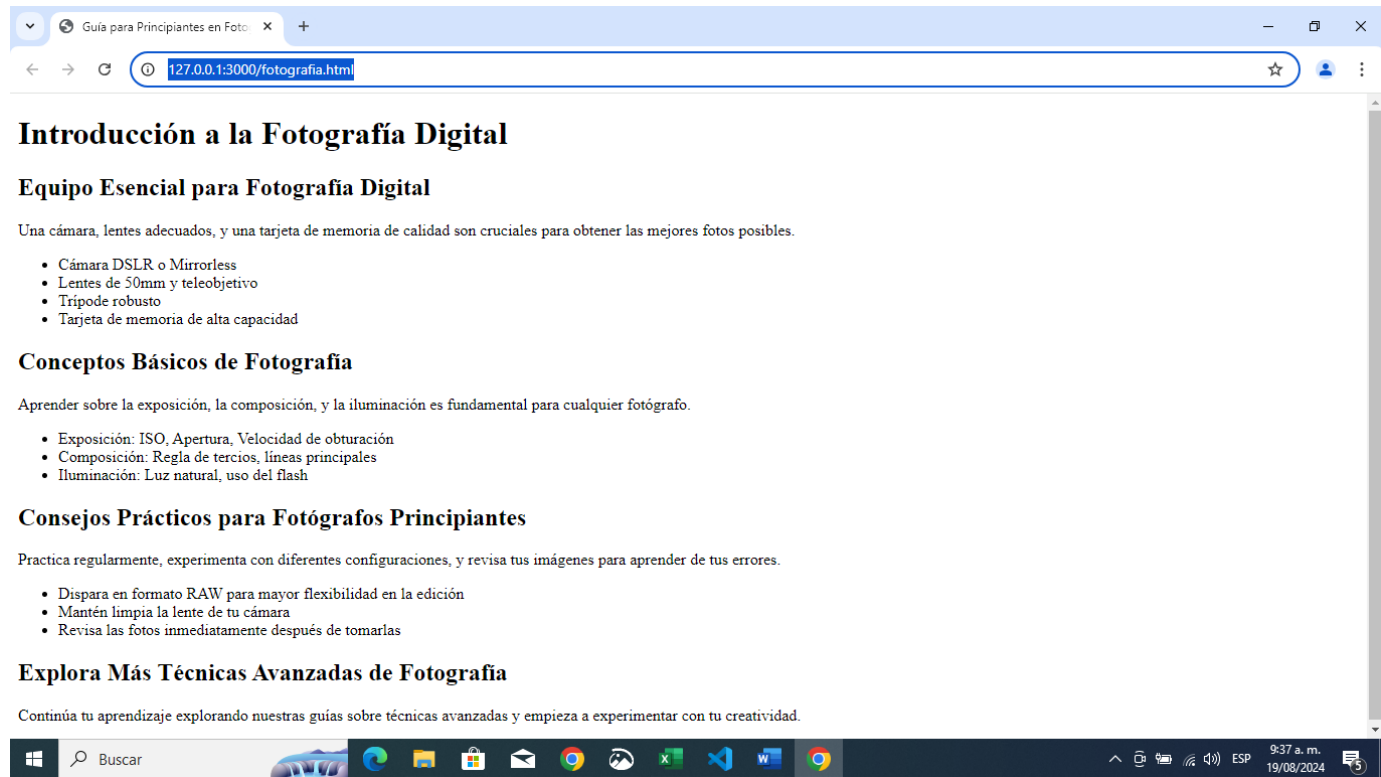 Guía para Principiantes en Foto
127.0.0.1:3000/fotografia.html
Introducción a la Fotografía Digital
Equipo Esencial para Fotografía Digital
Una cámara, lentes adecuados, y una tarjeta de memoria de calidad son cruciales para obtener las mejores fotos posibles.
• Cámara DSLR o Mirrorless
• Lentes de 50mm y teleobjetivo
• Trípode robusto
• Tarjeta de memoria de alta capacidad
Conceptos Básicos de Fotografía
Aprender sobre la exposición, la composición, y la iluminación es fundamental para cualquier fotógrafo.
• Exposición: ISO, Apertura, Velocidad de obturación
• Composición: Regla de tercios, líneas principales
• Iluminación: Luz natural, uso del flash
Consejos Prácticos para Fotógrafos Principiantes
Practica regularmente, experimenta con diferentes configuraciones, y revisa tus imágenes para aprender de tus errores.
• Dispara en formato RAW para mayor flexibilidad en la edición
• Mantén limpia la lente de tu cámara
• Revisa las fotos inmediatamente después de tomarlas
Explora Más Técnicas Avanzadas de Fotografía
Continúa tu aprendizaje explorando nuestras guías sobre técnicas avanzadas y empieza a experimentar con tu creatividad.
Buscar
ESP
9:37 a. m.
19/08/2024
5